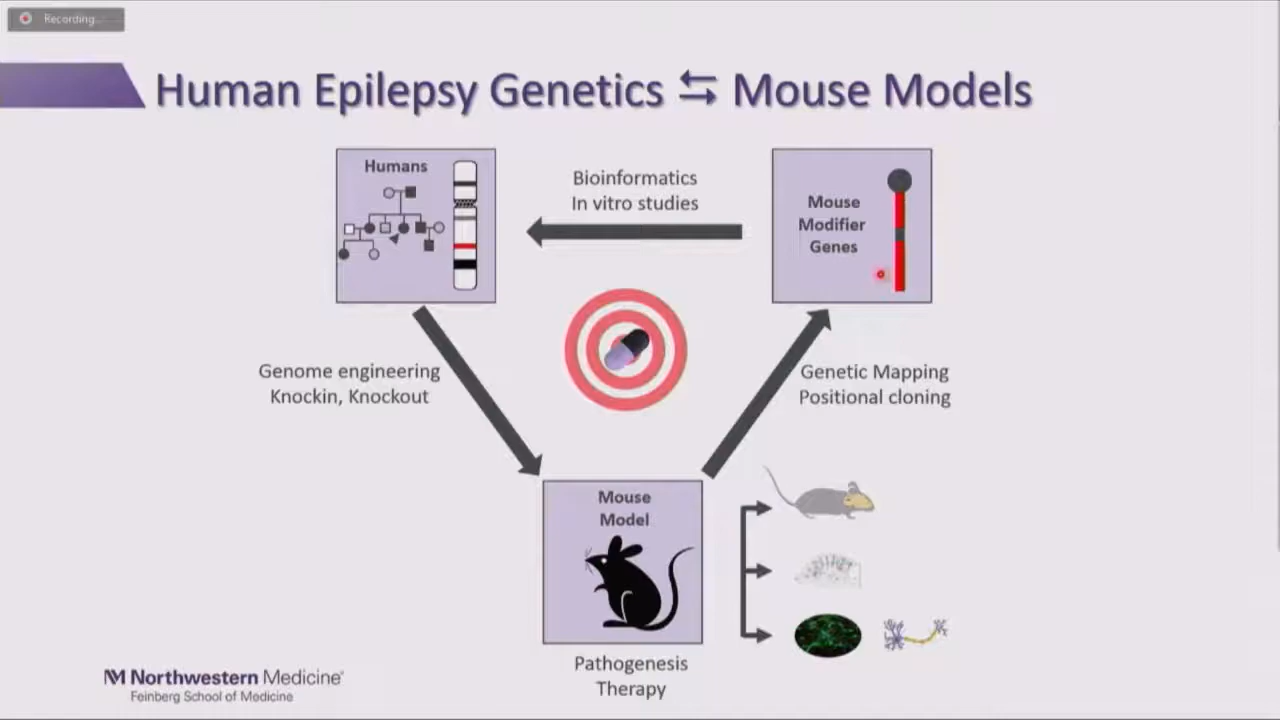 Recording...
Human Epilepsy Genetics ⇆ Mouse Models
Humans
Bioinformatics
In vitro studies
Mouse
Modifier
Genes
Genome engineering
Knockin, Knockout
Genetic Mapping
Positional cloning
Mouse
Model
Pathogenesis
Therapy
Northwestern Medicine®
Feinberg School of Medicine